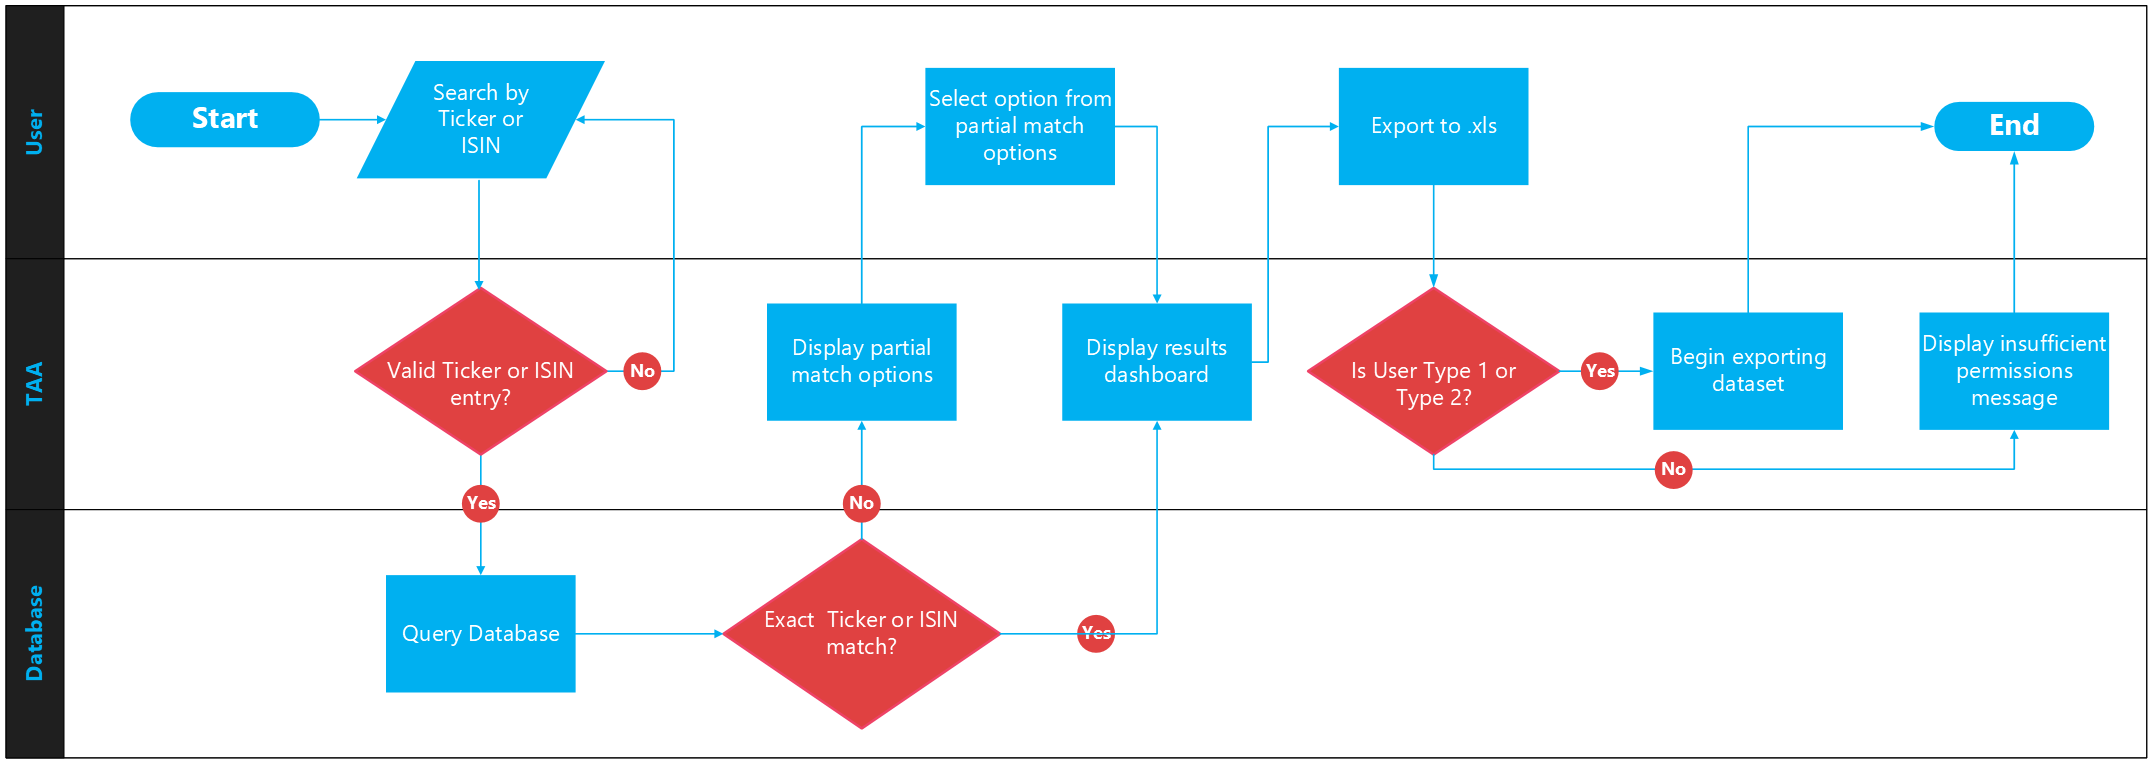 User
Start
Search by
Ticker or
ISIN
Select option from
partial match
options
Export to .xls
End
TAA
Valid Ticker or ISIN
entry?
No
Display partial
match options
Display results
dashboard
Is User Type 1 or
Type 2?
Yes
Begin exporting
dataset
Display insufficient
permissions
message
No
Yes
No
Database
Query Database
Exact  Ticker or ISIN
match?
Yes